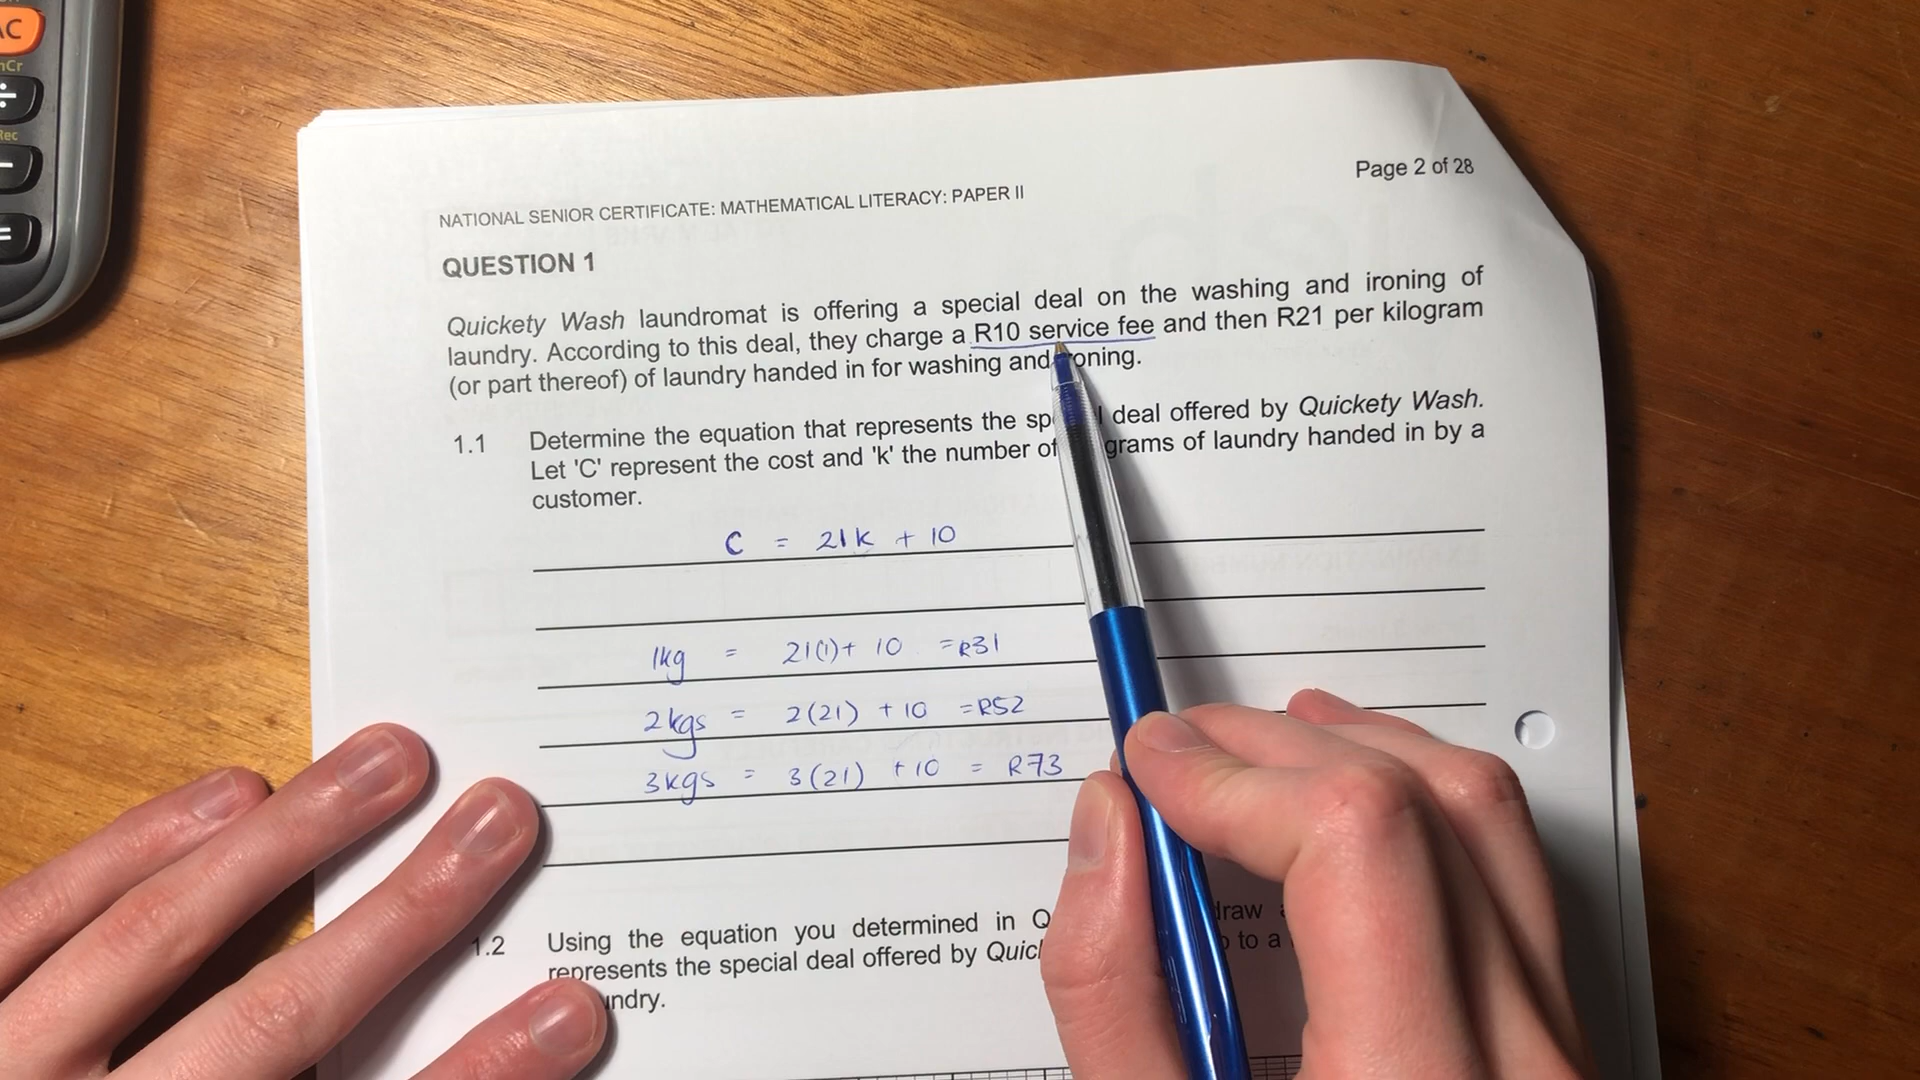 AC
nCr
÷
Rec
−
=
Page 2 of 28
NATIONAL SENIOR CERTIFICATE: MATHEMATICAL LITERACY: PAPER II
QUESTION 1
Quickety Wash laundromat is offering a special deal on the washing and ironing of
laundry. According to this deal, they charge a R10 service fee and then R21 per kilogram
(or part thereof) of laundry handed in for washing and ironing.
1.1 Determine the equation that represents the deal offered by Quickety Wash.
Let 'C' represent the cost and 'k' the number of grams of laundry handed in by a
customer.
C = 21k + 10
1kg = 21(1)+ 10 =R31
2kgs = 2(21) + 10 =R52
3kgs = 3(21) + 10 = R73
1.2 Using the equation you determined in
represents the special deal offered by
to a